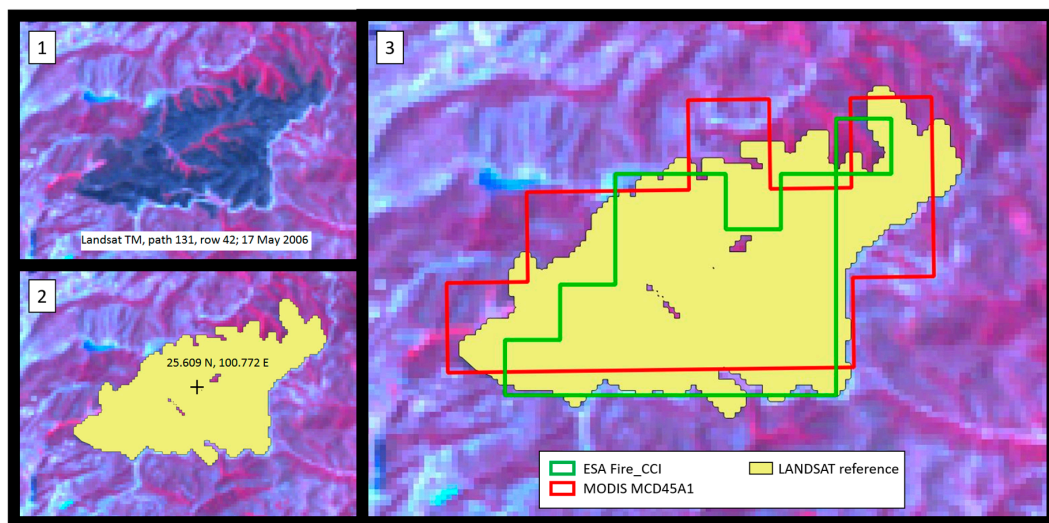 1
Landsat TM, path 131, row 42; 17 May 2006
2
25.609 N, 100.772 E
3
ESA Fire_CCI
LANDSAT reference
MODIS MCD45A1